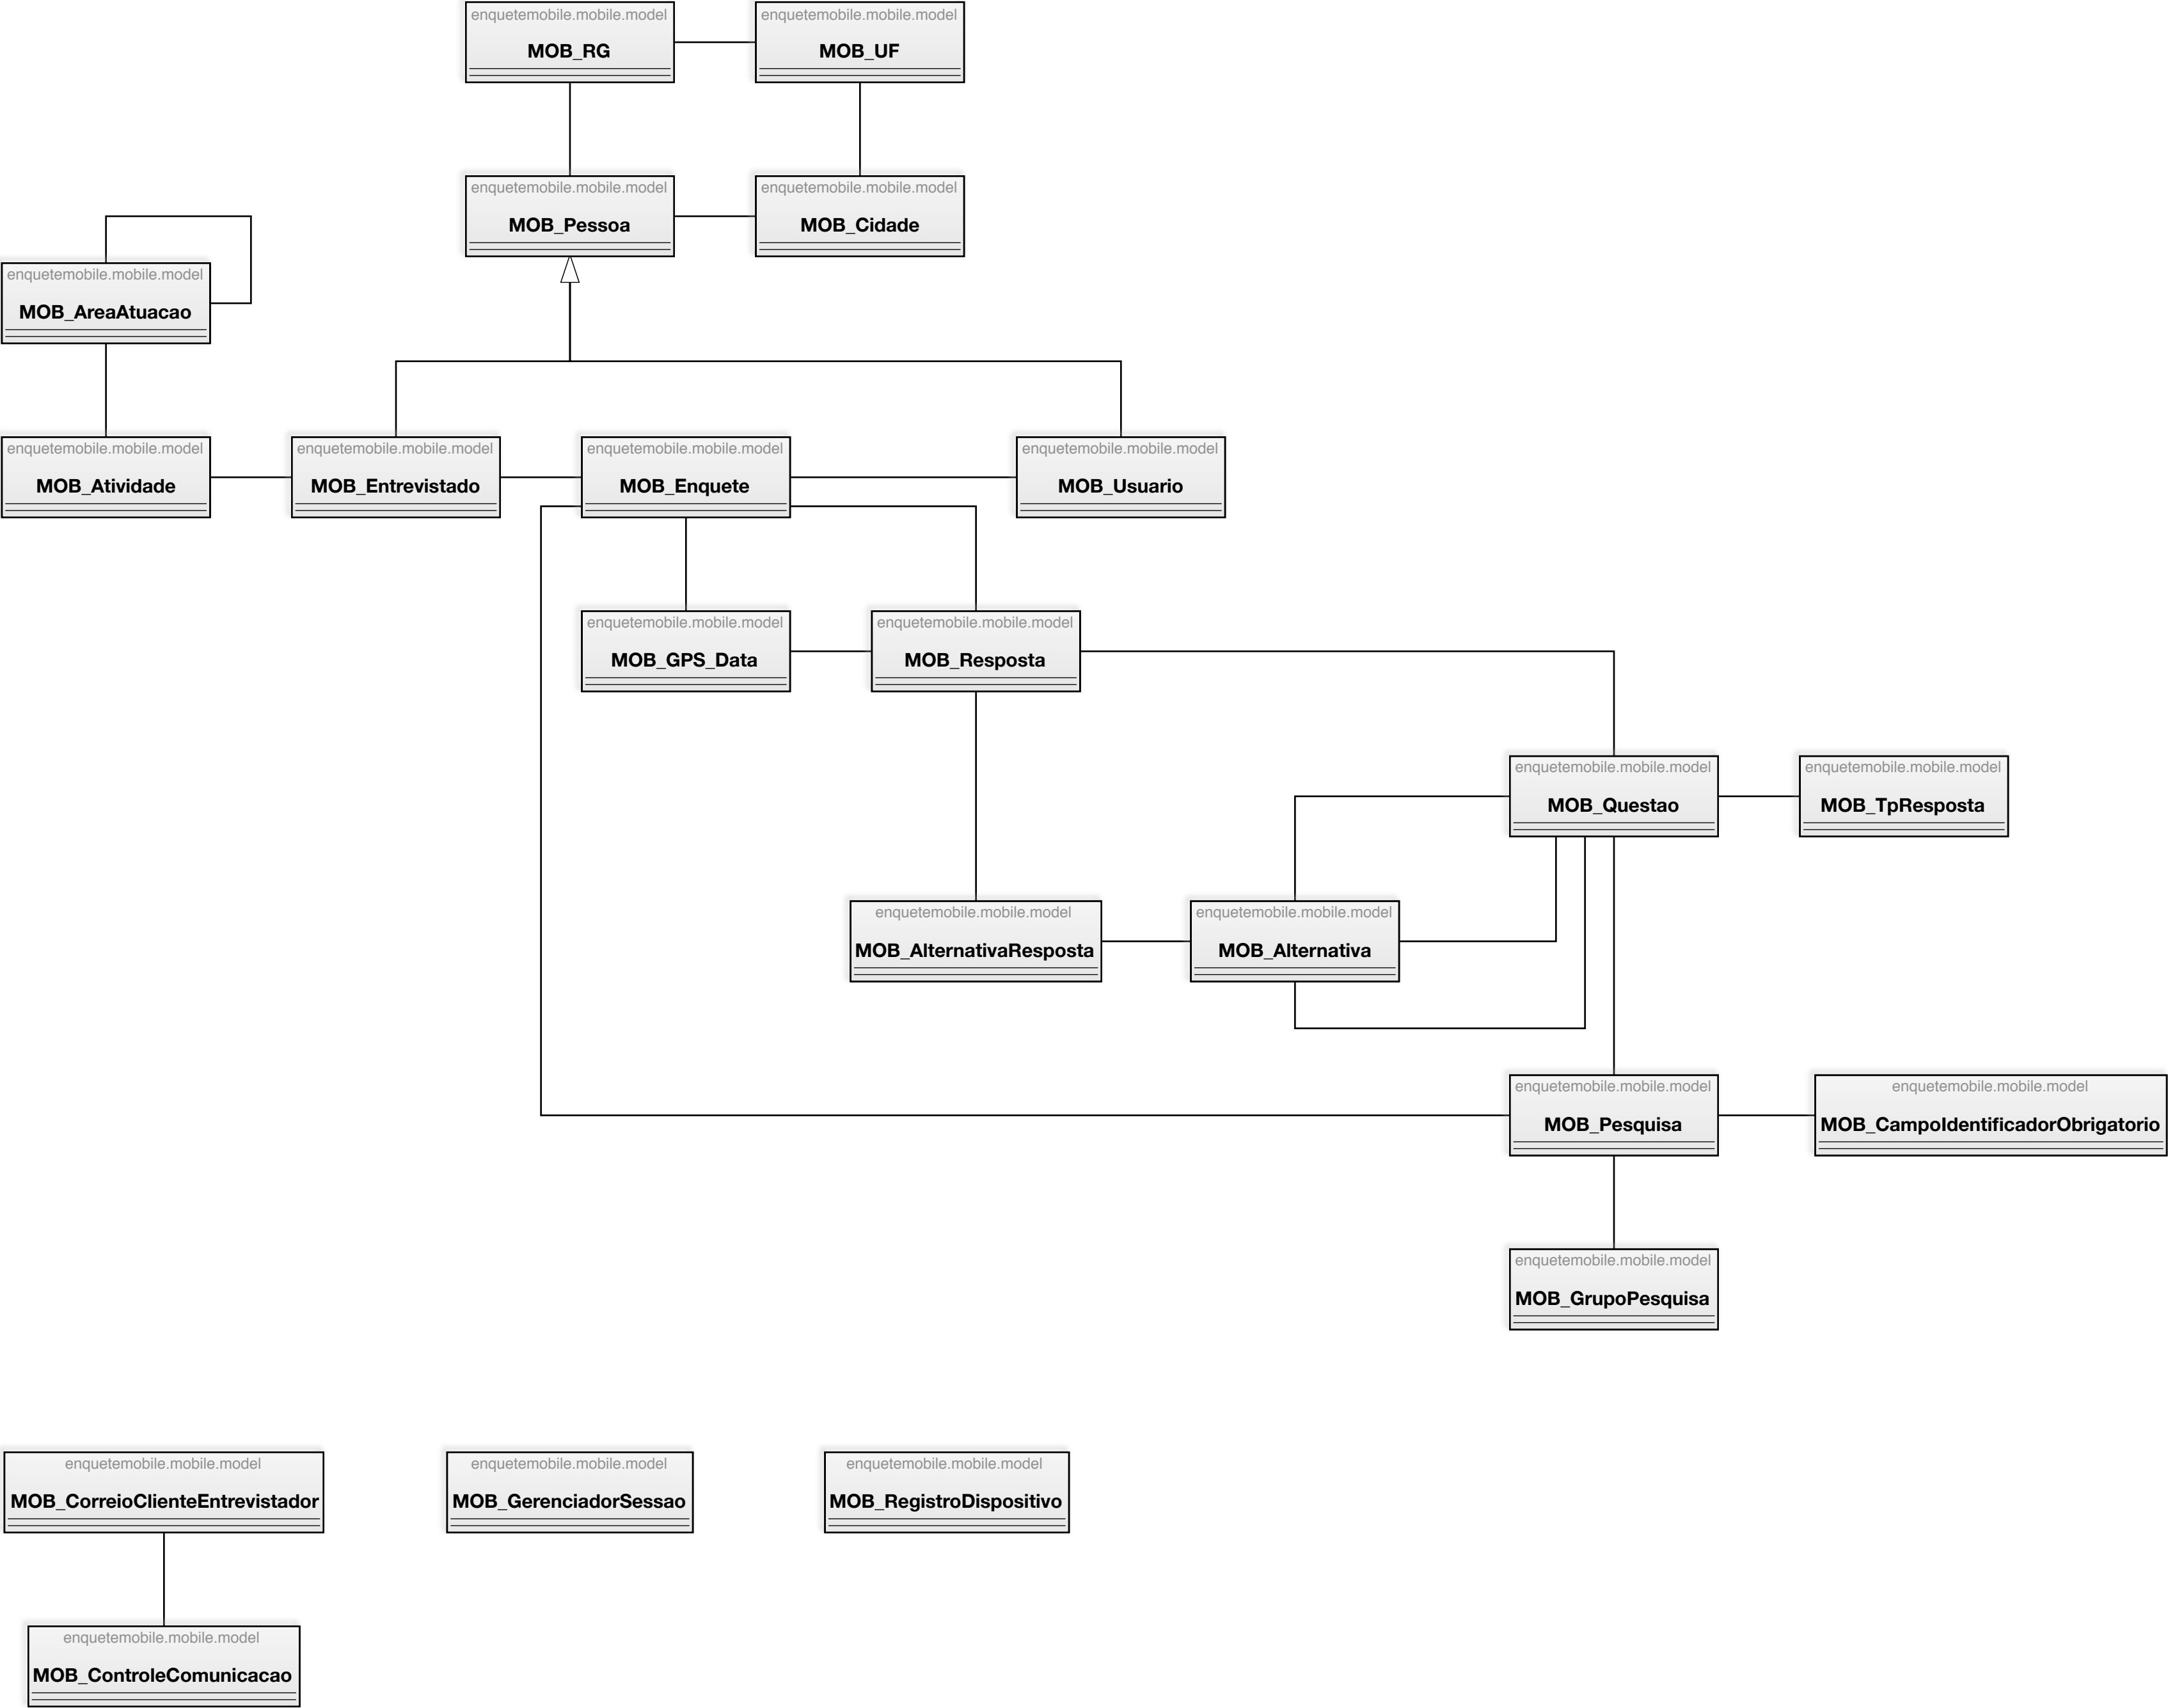 enquetemobile.mobile.model
MOB_RG
enquetemobile.mobile.model
MOB_UF
enquetemobile.mobile.model
MOB_Pessoa
enquetemobile.mobile.model
MOB_Cidade
enquetemobile.mobile.model
MOB_AreaAtuacao
enquetemobile.mobile.model
MOB_Atividade
enquetemobile.mobile.model
MOB_Entrevistado
enquetemobile.mobile.model
MOB_Enquete
enquetemobile.mobile.model
MOB_Usuario
enquetemobile.mobile.model
MOB_GPS_Data
enquetemobile.mobile.model
MOB_Resposta
enquetemobile.mobile.model
MOB_Questao
enquetemobile.mobile.model
MOB_TpResposta
enquetemobile.mobile.model
MOB_AlternativaResposta
enquetemobile.mobile.model
MOB_Alternativa
enquetemobile.mobile.model
MOB_Pesquisa
enquetemobile.mobile.model
MOB_CampoIdentificadorObrigatorio
enquetemobile.mobile.model
MOB_GrupoPesquisa
enquetemobile.mobile.model
MOB_CorreioClienteEntrevistador
enquetemobile.mobile.model
MOB_GerenciadorSessao
enquetemobile.mobile.model
MOB_RegistroDispositivo
enquetemobile.mobile.model
MOB_ControleComunicacao